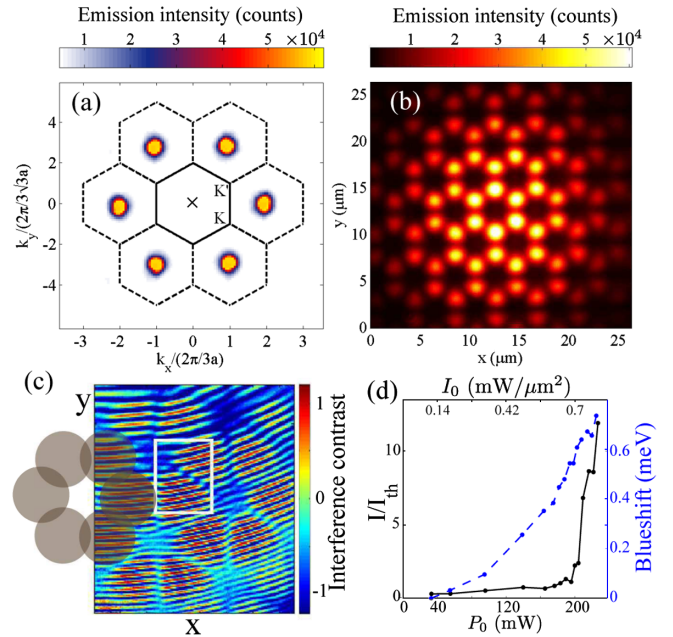 Emission intensity (counts)
1 2 3 4 5 ×10⁴
(a)
4
2
0
-2
-4
k_y/(2π/3√3a)
K'
K
-3 -2 -1 0 1 2 3
k_x/(2π/3a)
Emission intensity (counts)
1 2 3 4 5 ×10⁴
(b)
25
20
15
10
5
0
y (μm)
0 5 10 15 20 25
x (μm)
(c)
y
x
1
0
-1
Interference contrast
(d)
I₀ (mW/μm²)
0.14 0.42 0.7
10
5
0
I/I_th
0.6
0.4
0.2
0
Blueshift (meV)
0 50 100 150 200
P₀ (mW)